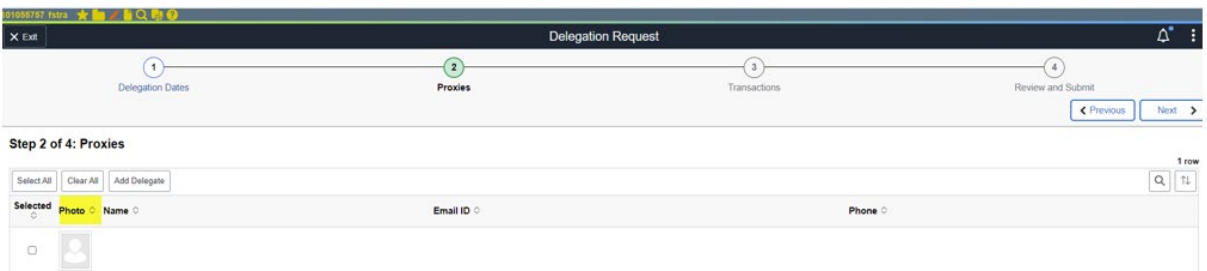 101055757 fstra
X Exit Delegation Request
1 2 3 4
Delegation Dates Proxies Transactions Review and Submit
Previous Next
Step 2 of 4: Proxies
1 row
Select All Clear All Add Delegate
Selected Photo Name Email ID Phone